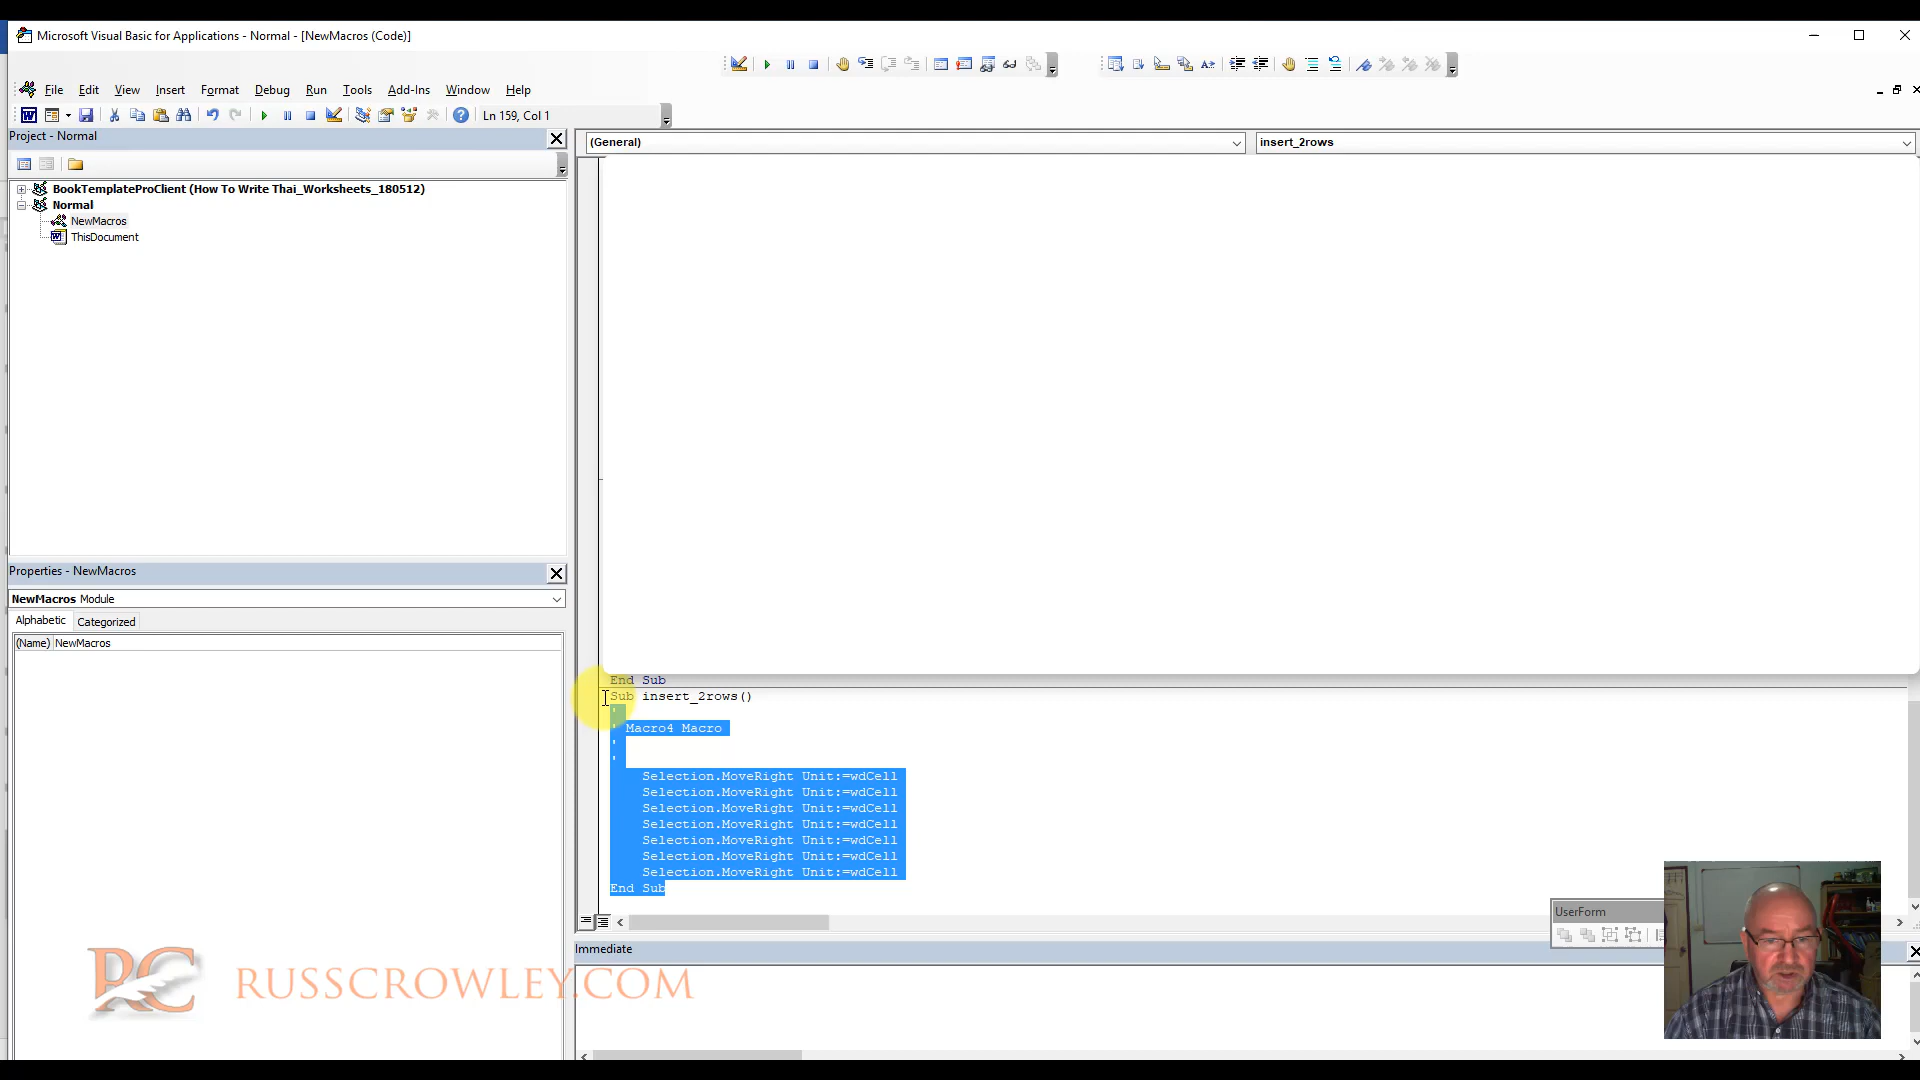 Microsoft Visual Basic for Applications - Normal - [NewMacros (Code)]
File Edit View Insert Format Debug Run Tools Add-Ins Window Help
Ln 159, Col 1
Project - Normal
(General)
insert_2rows
BookTemplateProClient (How To Write Thai_Worksheets_180512)
Normal
NewMacros
ThisDocument
Properties - NewMacros
NewMacros Module
Alphabetic Categorized
(Name) NewMacros
End Sub
Sub insert_2rows()
'
' Macro4 Macro
'
'
Selection.MoveRight Unit:=wdCell
Selection.MoveRight Unit:=wdCell
Selection.MoveRight Unit:=wdCell
Selection.MoveRight Unit:=wdCell
Selection.MoveRight Unit:=wdCell
Selection.MoveRight Unit:=wdCell
Selection.MoveRight Unit:=wdCell
End Sub
UserForm
Immediate
RC RUSSCROWLEY.COM